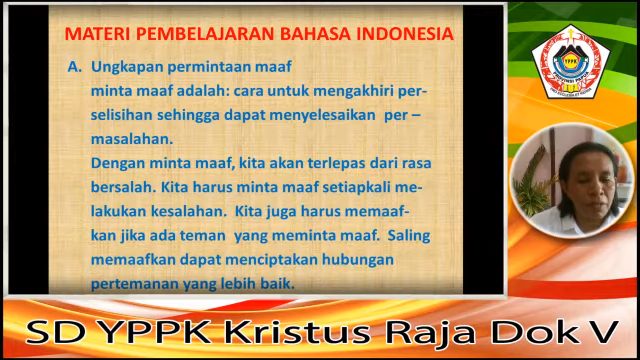 MATERI PEMBELAJARAN BAHASA INDONESIA
A. Ungkapan permintaan maaf
minta maaf adalah: cara untuk mengakhiri per-
selisihan sehingga dapat menyelesaikan per –
masalahan.
Dengan minta maaf, kita akan terlepas dari rasa
bersalah. Kita harus minta maaf setiapkali me-
lakukan kesalahan. Kita juga harus memaaf-
kan jika ada teman yang meminta maaf. Saling
memaafkan dapat menciptakan hubungan
pertemanan yang lebih baik.
YPPK
PROVINSI PAPUA
SD YPPK Kristus Raja Dok V